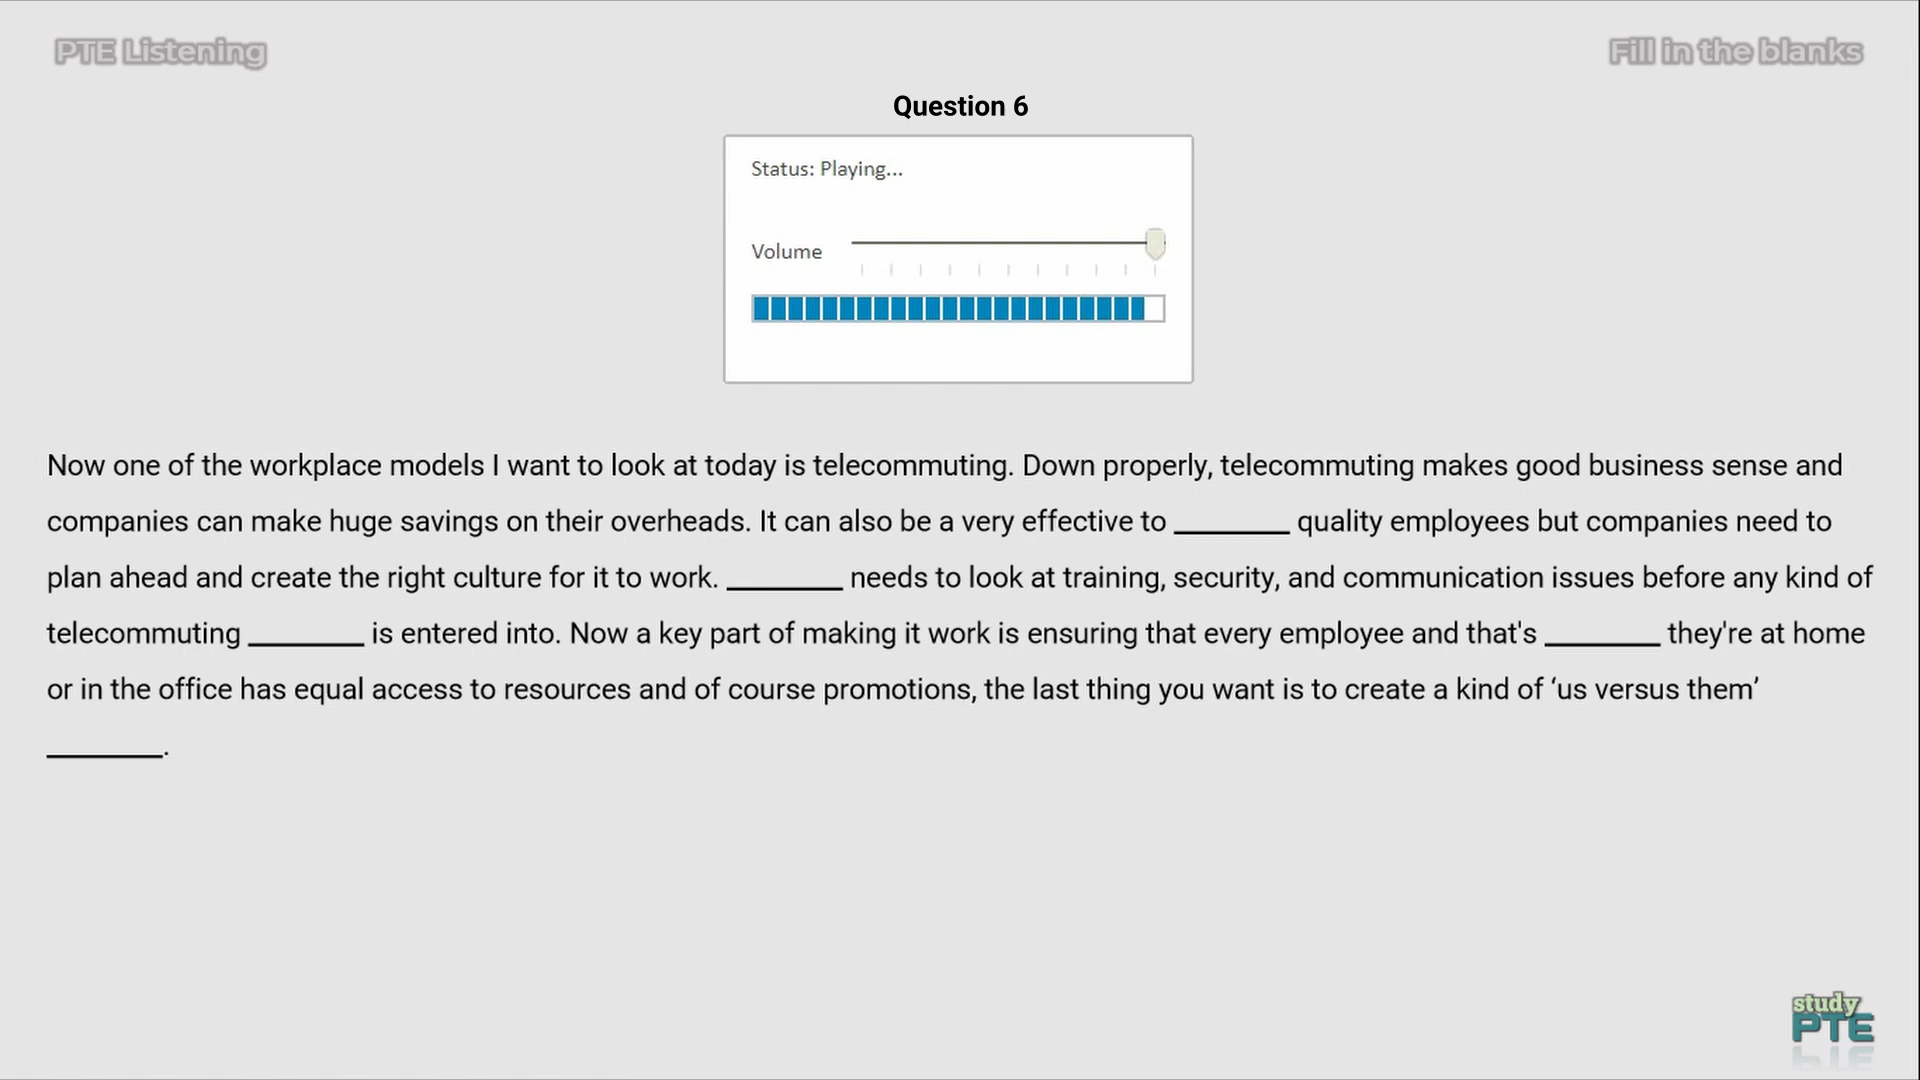 PTE Listening
Fill in the blanks
Question 6
Status: Playing...
Volume
Now one of the workplace models I want to look at today is telecommuting. Down properly, telecommuting makes good business sense and
companies can make huge savings on their overheads. It can also be a very effective to ________ quality employees but companies need to
plan ahead and create the right culture for it to work. ________ needs to look at training, security, and communication issues before any kind of
telecommuting ________ is entered into. Now a key part of making it work is ensuring that every employee and that's ________ they're at home
or in the office has equal access to resources and of course promotions, the last thing you want is to create a kind of ‘us versus them’
________.
study
PTE